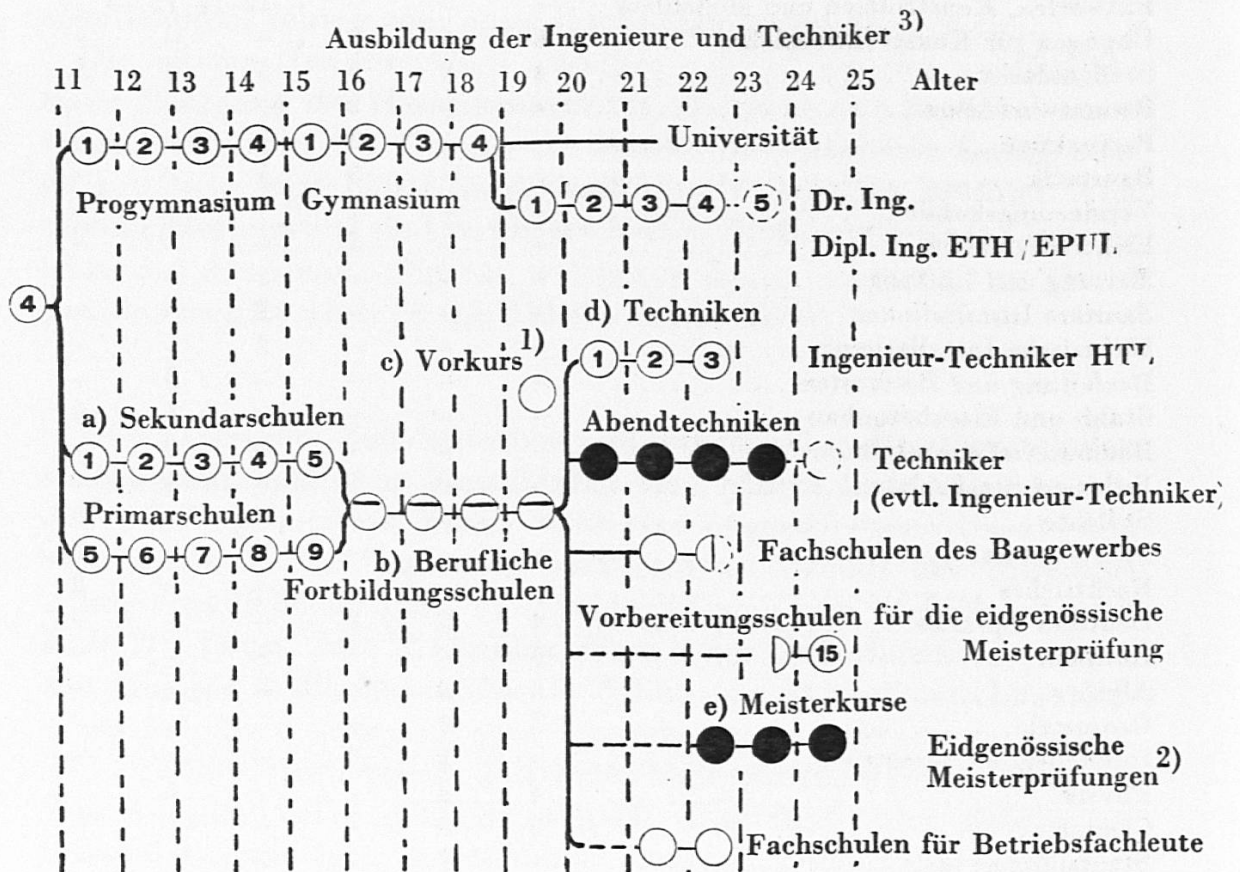 Ausbildung der Ingenieure und Techniker 3)
11 12 13 14 15 16 17 18 19 20 21 22 23 24 25 Alter
1 2 3 4 1 2 3 4 Universität
Progymnasium Gymnasium 1 2 3 4 5 Dr. Ing.
Dipl. Ing. ETH / EPUL
4
d) Techniken
c) Vorkurs 1) 1 2 3 Ingenieur-Techniker HTL
a) Sekundarschulen
Abendtechniken
1 2 3 4 5
Techniker
(evtl. Ingenieur-Techniker)
Primarschulen
5 6 7 8 9
b) Berufliche
Fortbildungsschulen
Fachschulen des Baugewerbes
Vorbereitungsschulen für die eidgenössische
Meisterprüfung
15
e) Meisterkurse
Eidgenössische
Meisterprüfungen 2)
Fachschulen für Betriebsfachleute